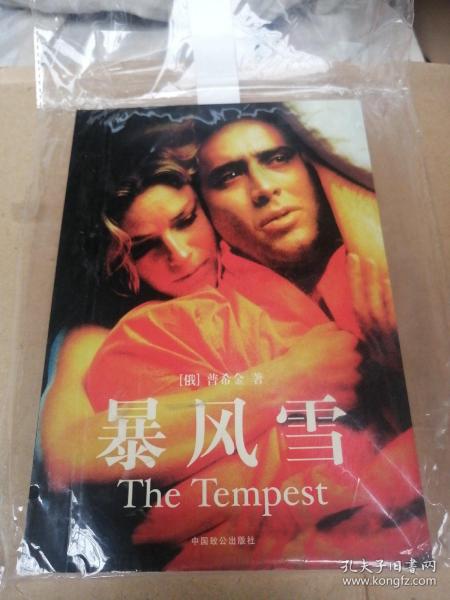 [俄] 普希金 著
暴风雪
The Tempest
中国致公出版社
孔夫子旧书网
www.kongfz.com